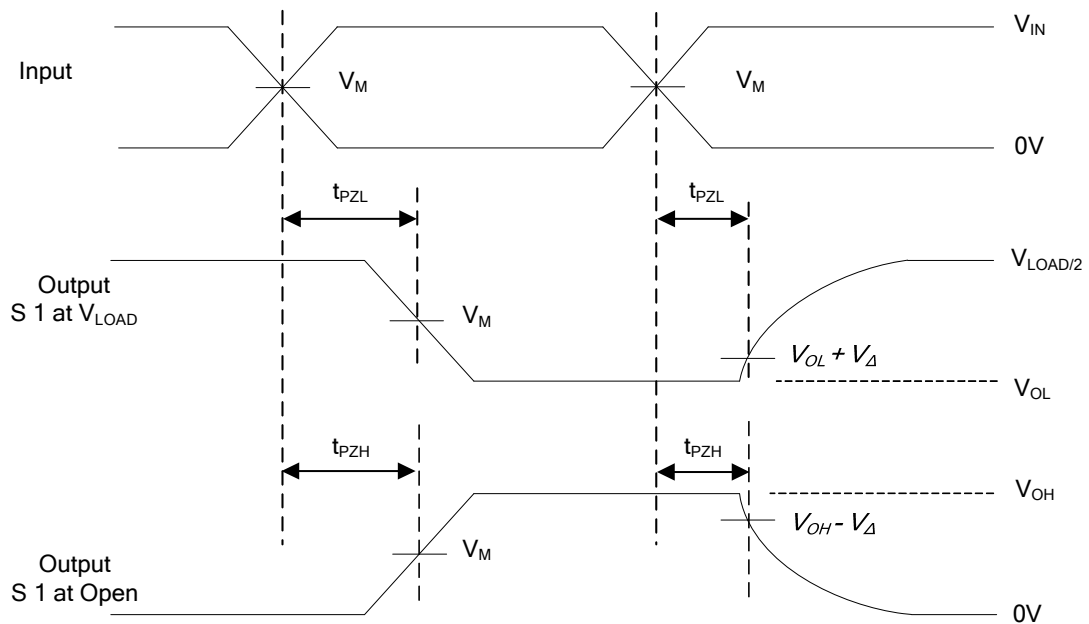 V_IN
Input
V_M
V_M
0V
t_PZL
t_PZL
Output
S 1 at V_LOAD
V_LOAD/2
V_M
V_OL + V_Δ
V_OL
t_PZH
t_PZH
V_OH
V_OH - V_Δ
V_M
Output
S 1 at Open
0V